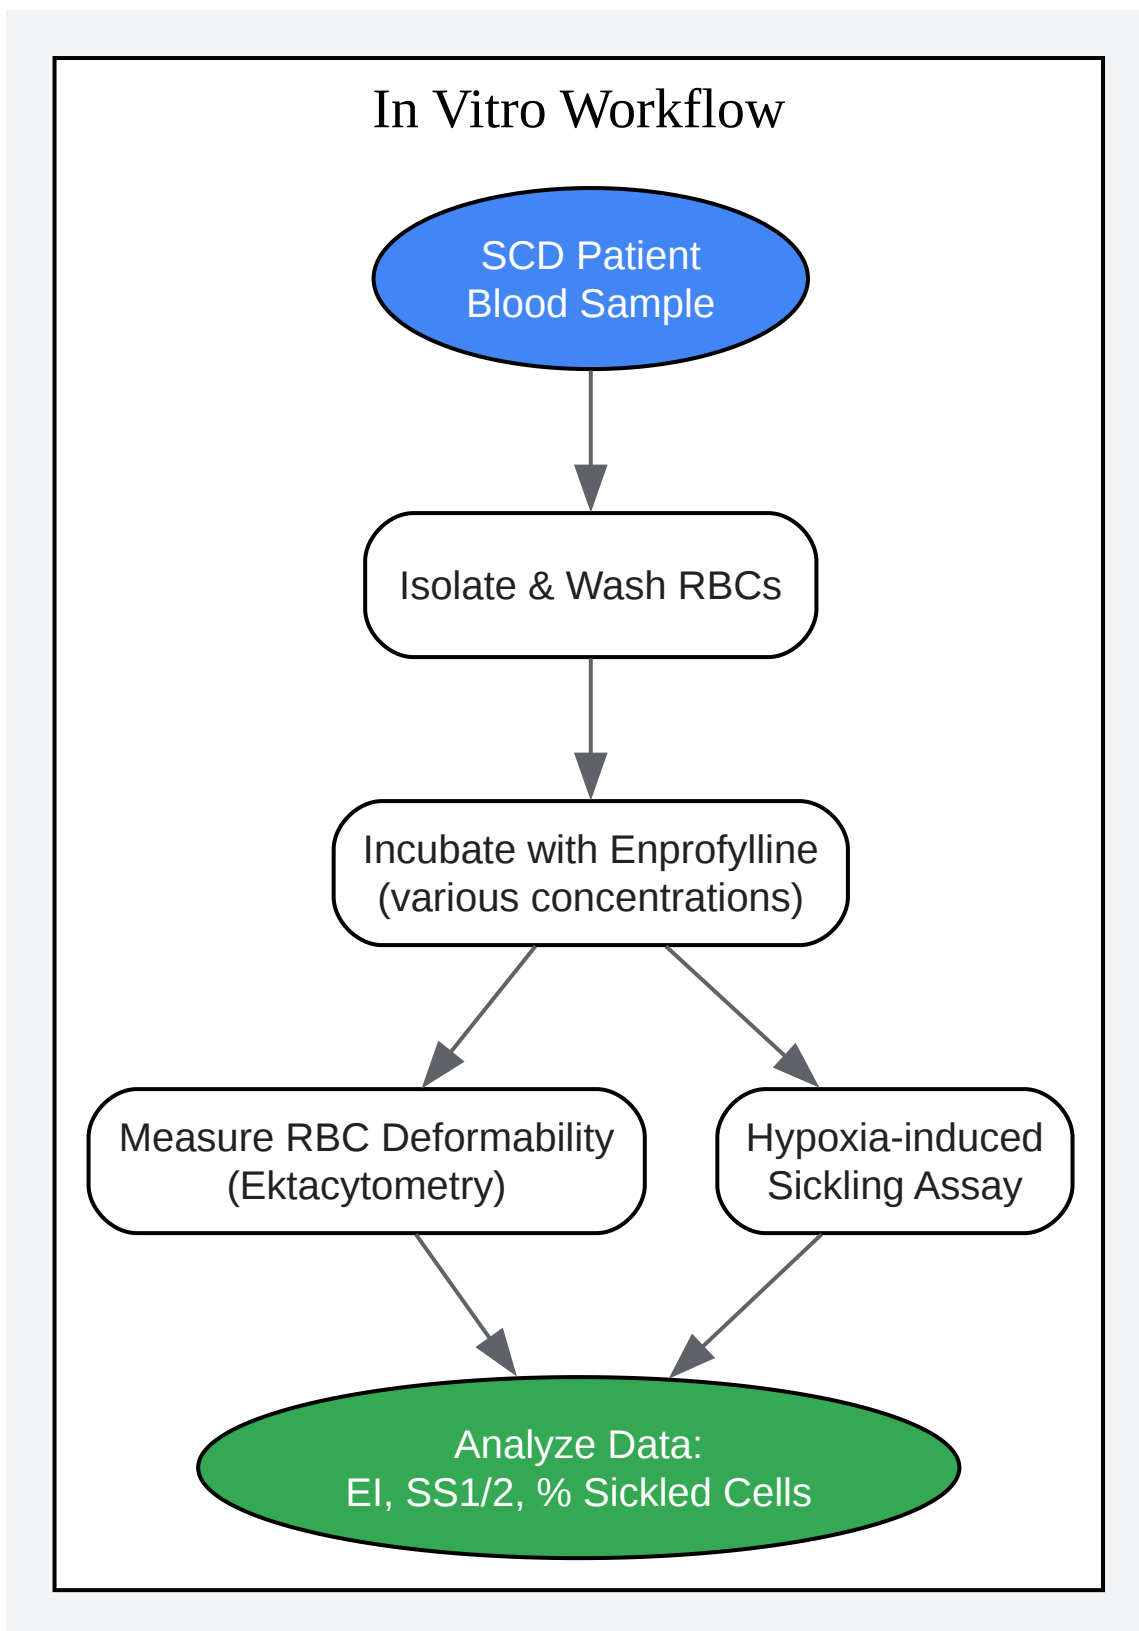 In Vitro Workflow
SCD Patient
Blood Sample
Isolate & Wash RBCs
Incubate with Enprofylline
(various concentrations)
Measure RBC Deformability
(Ektacytometry)
Hypoxia-induced
Sickling Assay
Analyze Data:
EI, SS1/2, % Sickled Cells